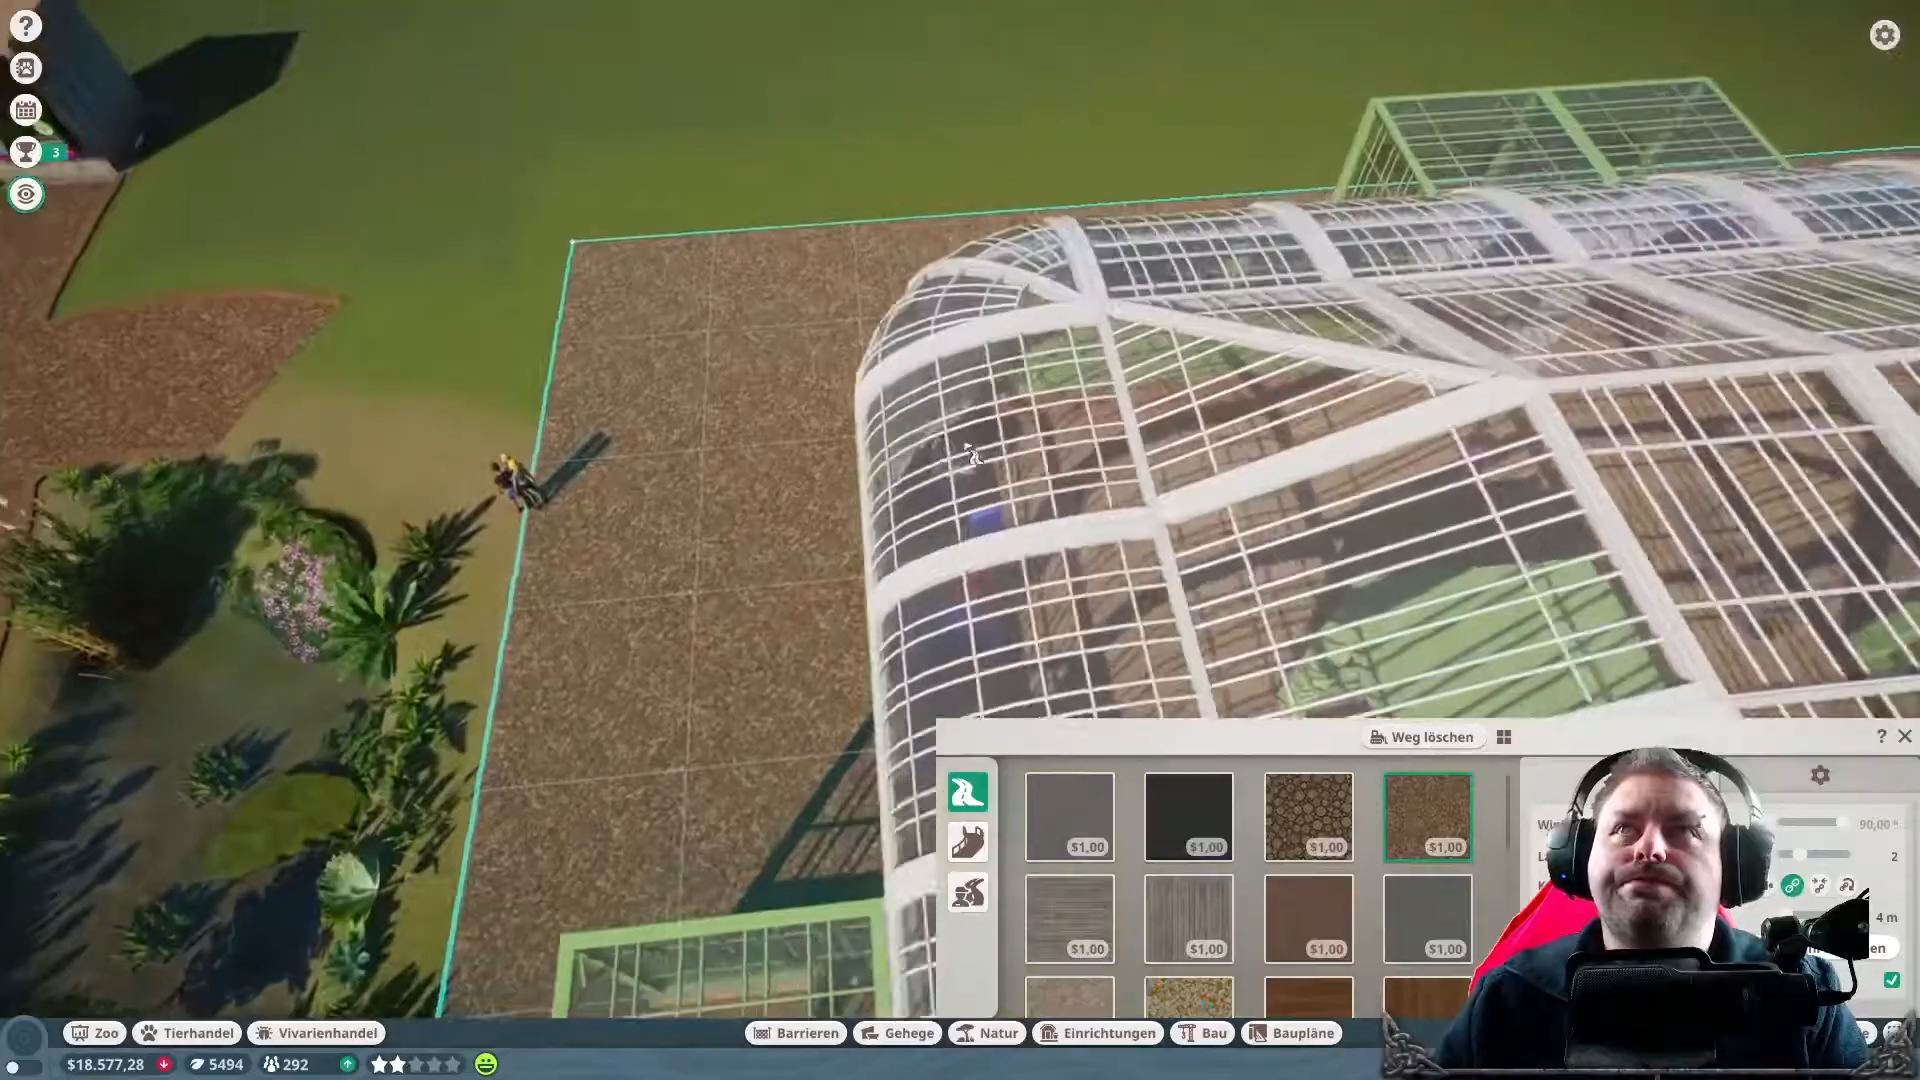 ?
3
Weg löschen
? X
$1,00 $1,00 $1,00 $1,00
90,00 °
2
$1,00 $1,00 $1,00 $1,00
4 m
en
Zoo Tierhandel Vivarienhandel Barrieren Gehege Natur Einrichtungen Bau Baupläne
$18.577,28 5494 292